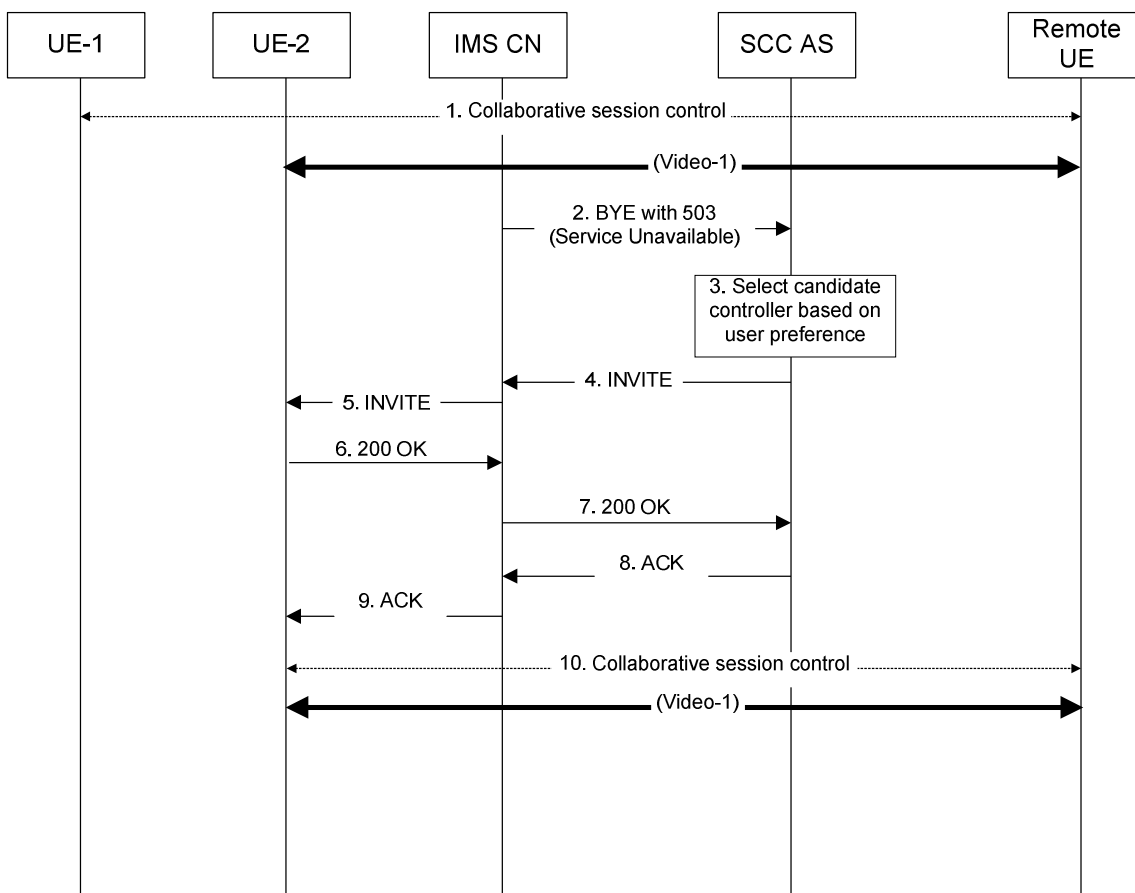 UE-1
UE-2
IMS CN
SCC AS
Remote
UE
1. Collaborative session control
(Video-1)
2. BYE with 503
(Service Unavailable)
3. Select candidate
controller based on
user preference
4. INVITE
5. INVITE
6. 200 OK
7. 200 OK
8. ACK
9. ACK
10. Collaborative session control
(Video-1)